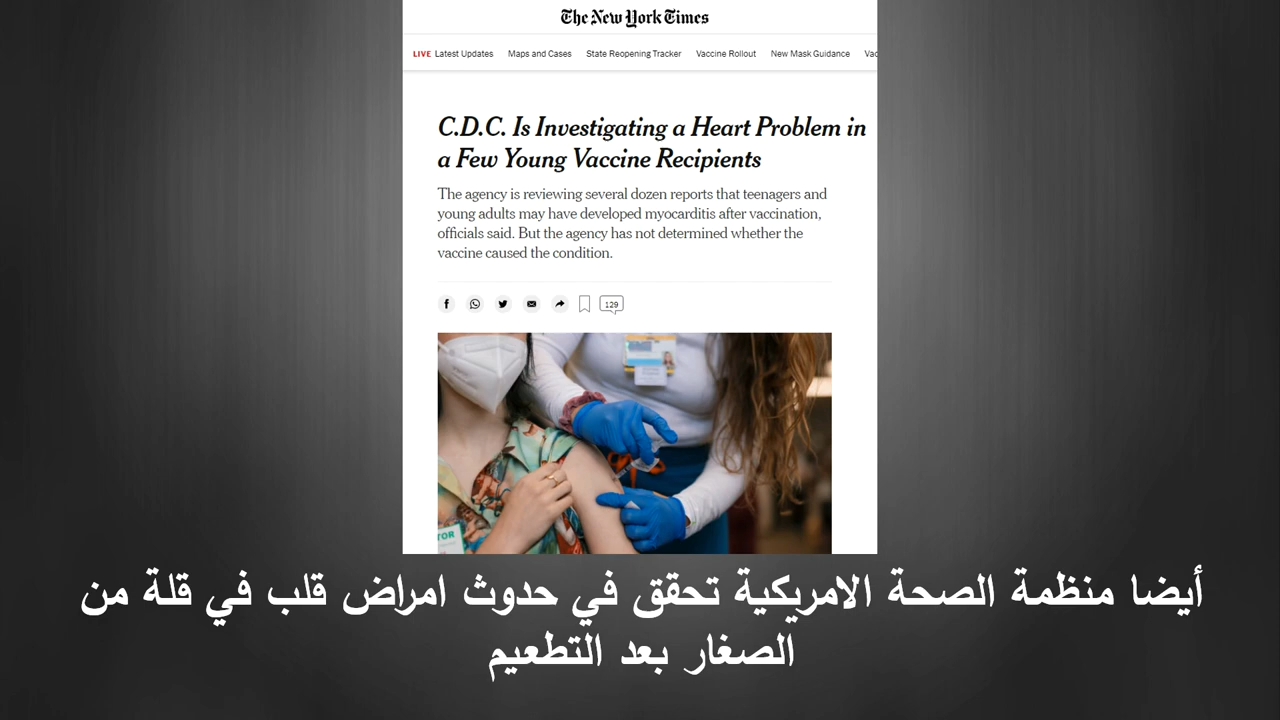 The New York Times
LIVE Latest Updates Maps and Cases State Reopening Tracker Vaccine Rollout New Mask Guidance Vac
C.D.C. Is Investigating a Heart Problem in
a Few Young Vaccine Recipients
The agency is reviewing several dozen reports that teenagers and
young adults may have developed myocarditis after vaccination,
officials said. But the agency has not determined whether the
vaccine caused the condition.
129
TOR
أيضا منظمة الصحة الامريكية تحقق في حدوث امراض قلب في قلة من
الصغار بعد التطعيم